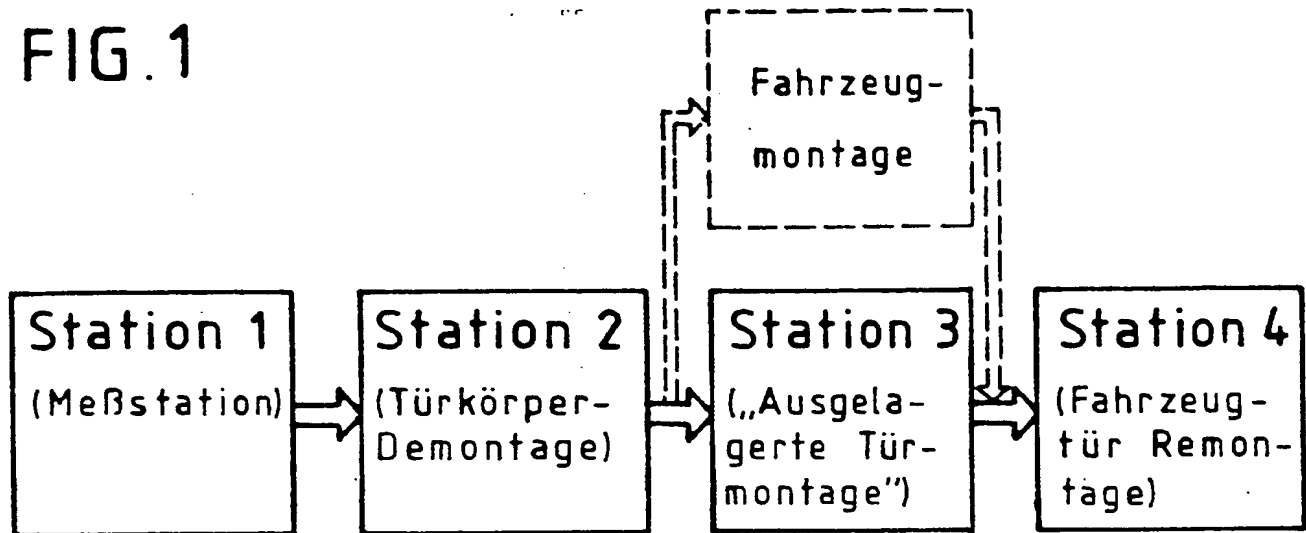 FIG. 1
Fahrzeug-
montage
Station 1
(Meßstation)
Station 2
(Türkörper-
Demontage)
Station 3
(„Ausgela-
gerte Tür-
montage")
Station 4
(Fahrzeug-
tür Remon-
tage)